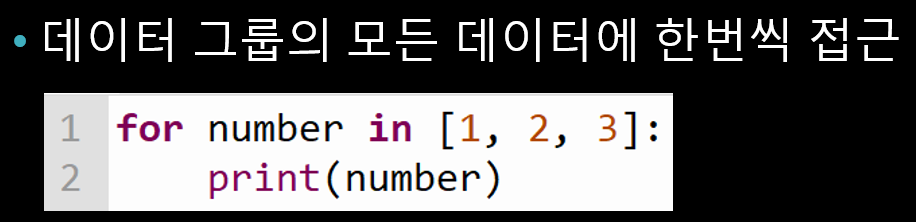 • 데이터 그룹의 모든 데이터에 한번씩 접근
1 for number in [1, 2, 3]:
2     print(number)